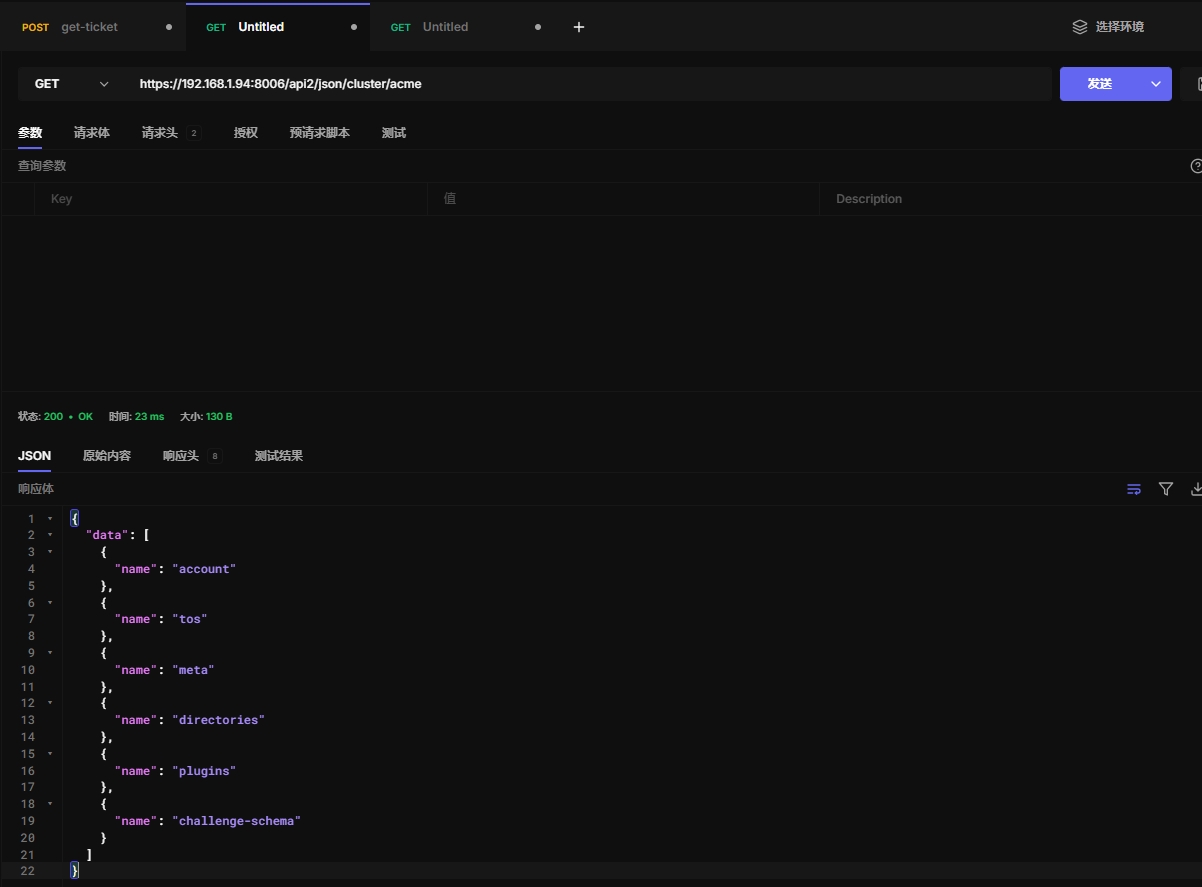 POST get-ticket GET Untitled GET Untitled 选择环境
GET https://192.168.1.94:8006/api2/json/cluster/acme 发送
参数 请求体 请求头 2 授权 预请求脚本 测试
查询参数
Key 值 Description
状态: 200 • OK 时间: 23 ms 大小: 130 B
JSON 原始内容 响应头 8 测试结果
响应体
1 {
2 "data": [
3 {
4 "name": "account"
5 },
6 {
7 "name": "tos"
8 },
9 {
10 "name": "meta"
11 },
12 {
13 "name": "directories"
14 },
15 {
16 "name": "plugins"
17 },
18 {
19 "name": "challenge-schema"
20 }
21 ]
22 }